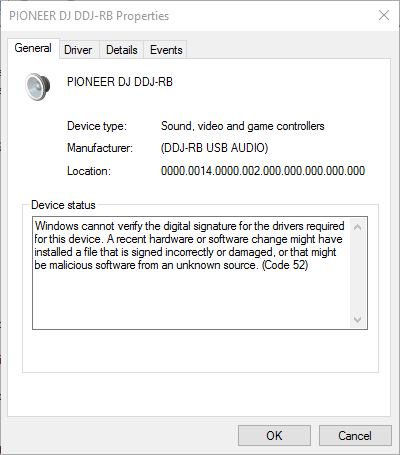 PIONEER DJ DDJ-RB Properties
General Driver Details Events
PIONEER DJ DDJ-RB
Device type: Sound, video and game controllers
Manufacturer: (DDJ-RB USB AUDIO)
Location: 0000.0014.0000.002.000.000.000.000.000
Device status
Windows cannot verify the digital signature for the drivers required
for this device. A recent hardware or software change might have
installed a file that is signed incorrectly or damaged, or that might
be malicious software from an unknown source. (Code 52)
OK Cancel